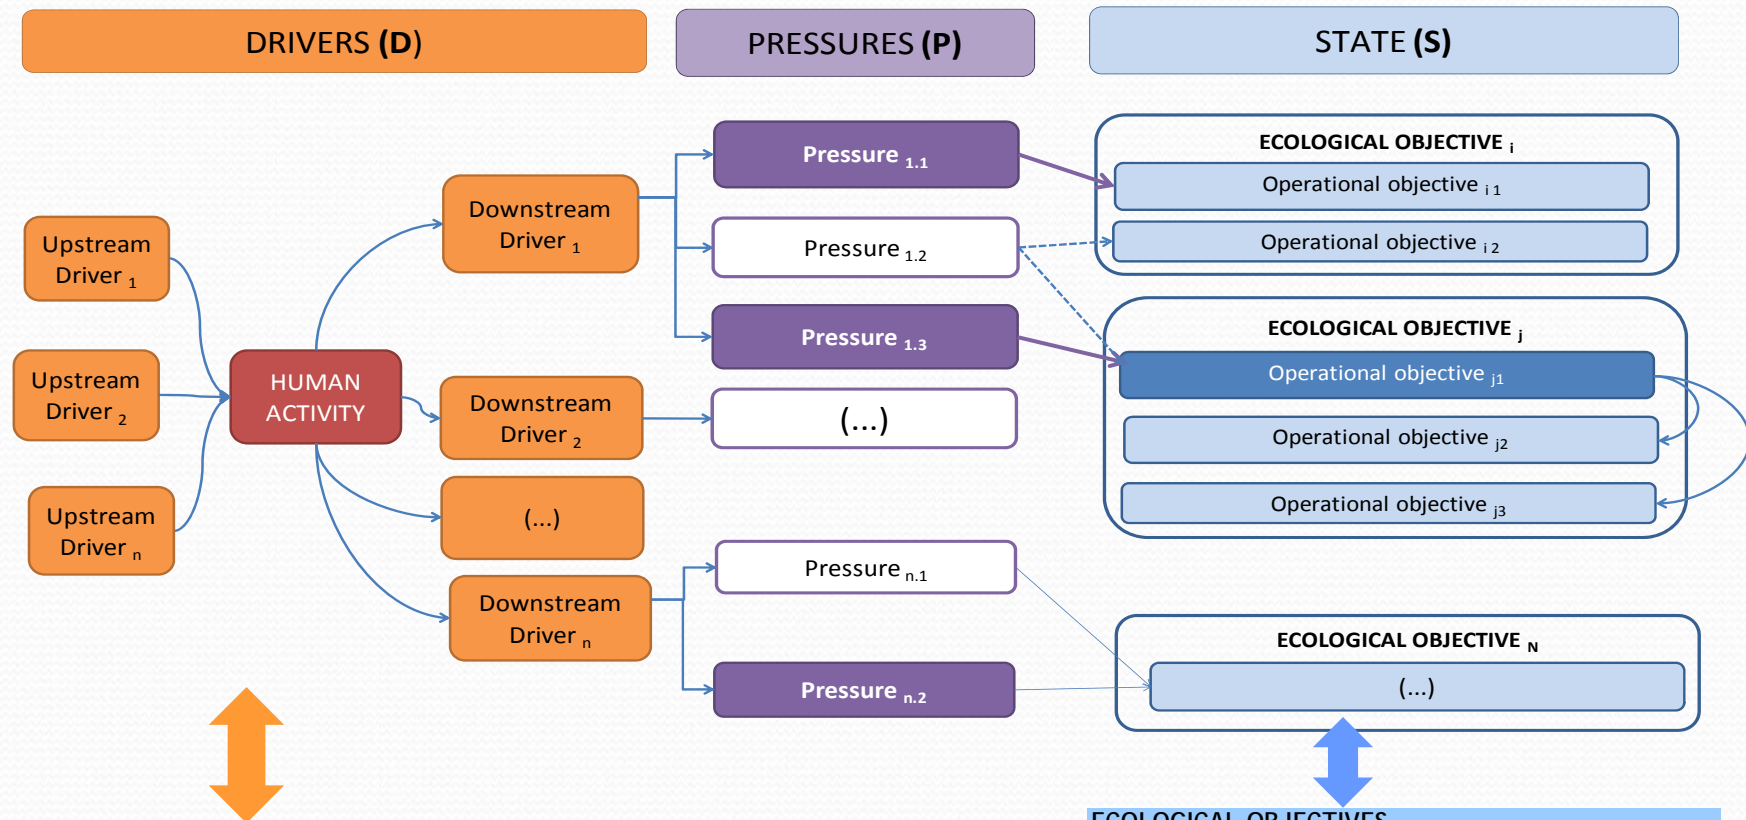 DRIVERS (D)
PRESSURES (P)
STATE (S)
Upstream
Driver 1
Upstream
Driver 2
Upstream
Driver n
HUMAN
ACTIVITY
Downstream
Driver 1
Downstream
Driver 2
(...)
Downstream
Driver n
Pressure 1.1
Pressure 1.2
Pressure 1.3
(...)
Pressure n.1
Pressure n.2
ECOLOGICAL OBJECTIVE i
Operational objective i 1
Operational objective i 2
ECOLOGICAL OBJECTIVE j
Operational objective j1
Operational objective j2
Operational objective j3
ECOLOGICAL OBJECTIVE N
(...)
ECOLOGICAL OBJECTIVES